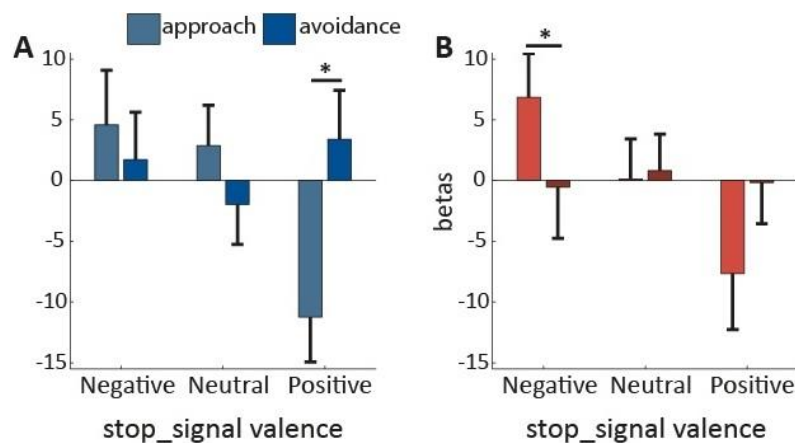 approach avoidance
A
B
*
*
10
5
0
-5
-10
-15
Negative Neutral Positive
stop_signal valence
betas
10
5
0
-5
-10
-15
Negative Neutral Positive
stop_signal valence